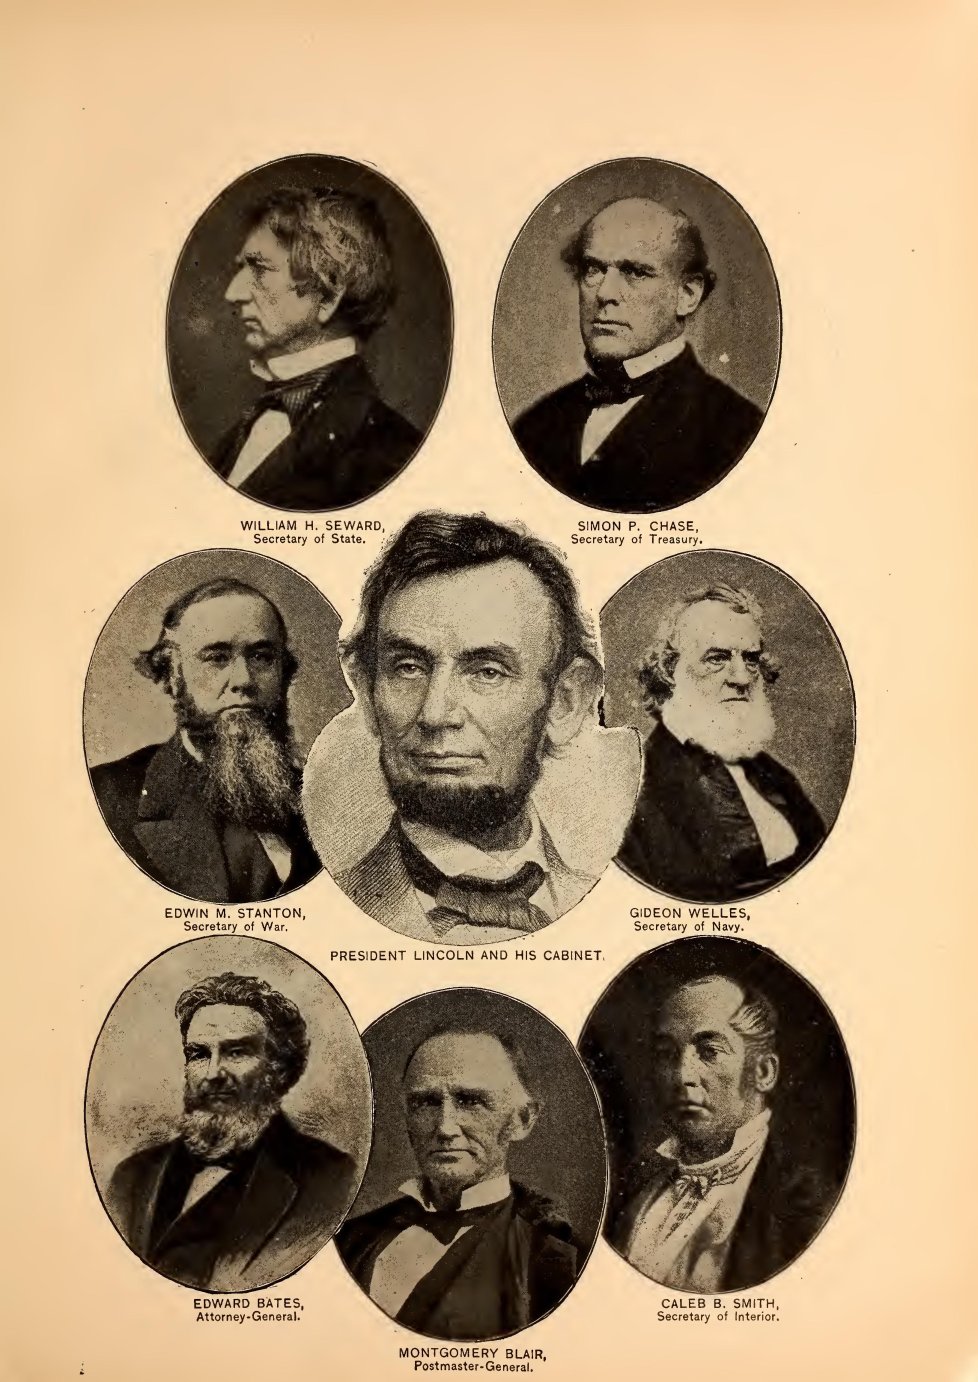 WILLIAM H. SEWARD,
Secretary of State.
SIMON P. CHASE,
Secretary of Treasury.
EDWIN M. STANTON,
Secretary of War.
GIDEON WELLES,
Secretary of Navy.
PRESIDENT LINCOLN AND HIS CABINET.
EDWARD BATES,
Attorney-General.
CALEB B. SMITH,
Secretary of Interior.
MONTGOMERY BLAIR,
Postmaster-General.